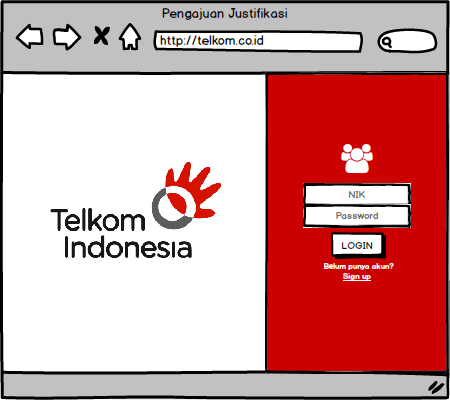 Pengajuan Justifikasi
http://telkom.co.id
Telkom
Indonesia
NIK
Password
LOGIN
Belum punya akun?
Sign up